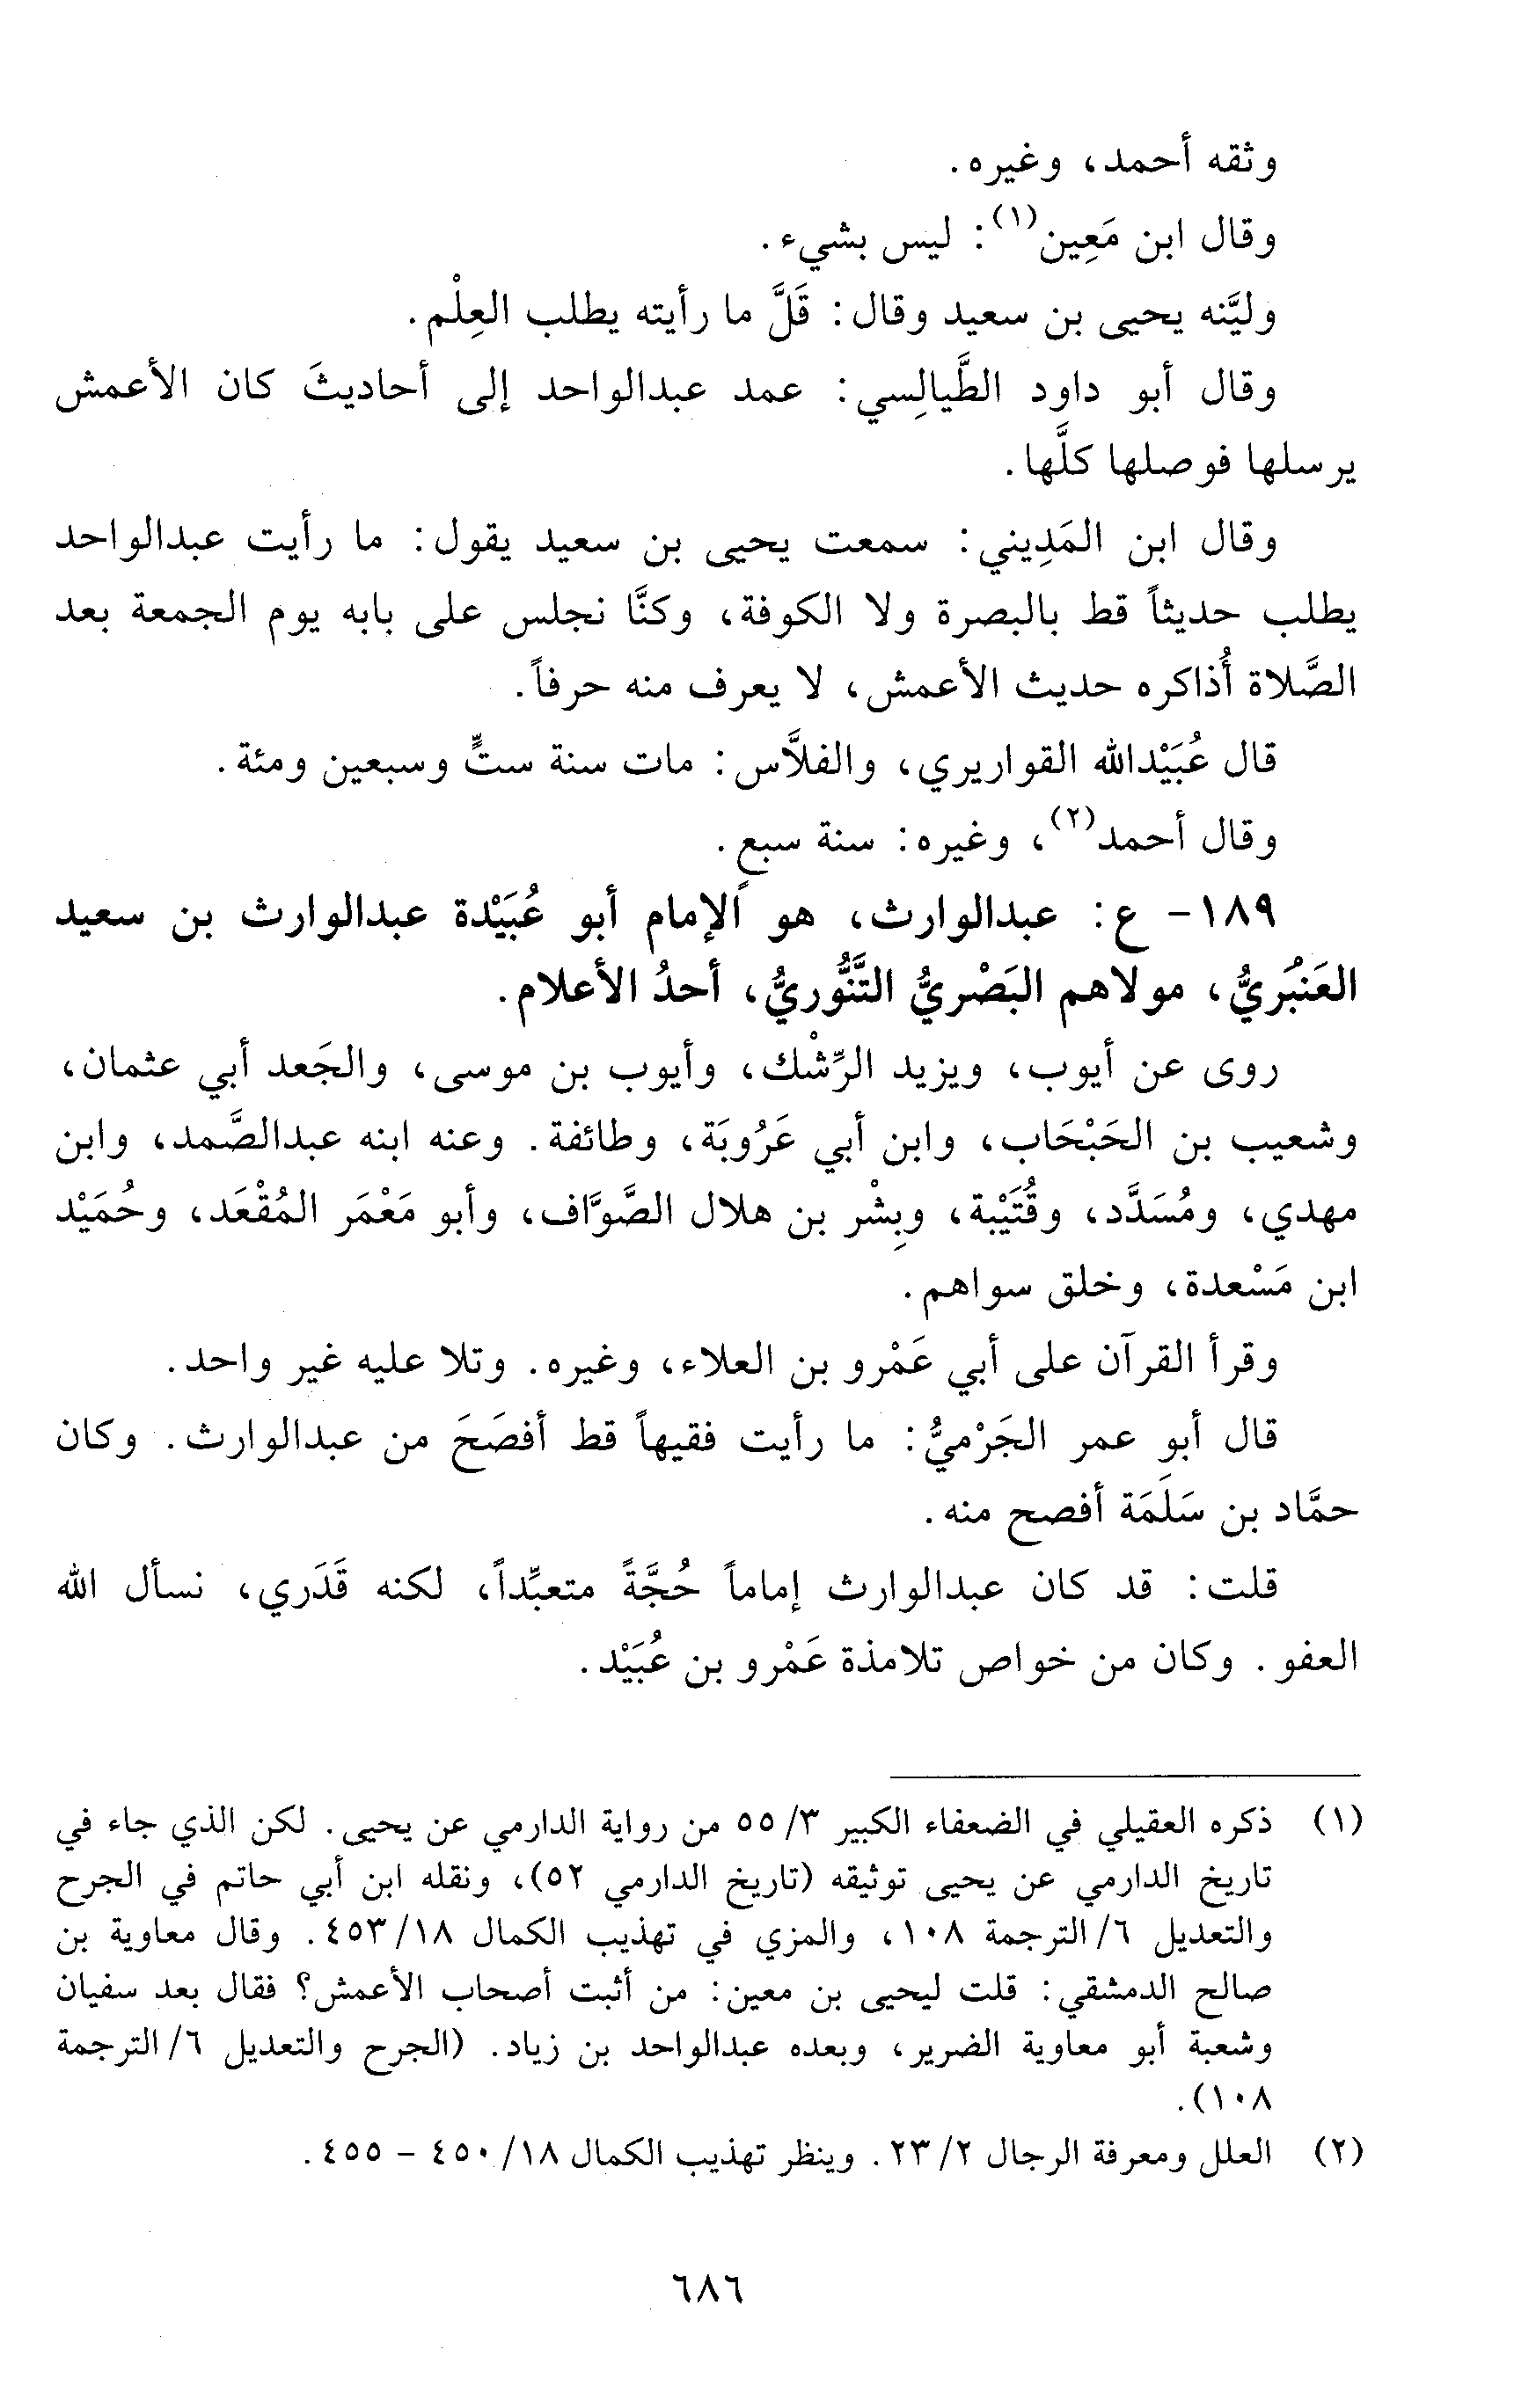 وثقه أحمد، وغيره.
وقال ابن مَعِين(١): ليس بشيء.
وليَّنه يحيى بن سعيد وقال: قَلَّ ما رأيته يطلب العِلْم.
وقال أبو داود الطَّيالِسي: عمد عبدالواحد إلى أحاديثَ كان الأعمش
يرسلها فوصلها كلَّها.
وقال ابن المَدِيني: سمعت يحيى بن سعيد يقول: ما رأيت عبدالواحد
يطلب حديثاً قط بالبصرة ولا الكوفة، وكنَّا نجلس على بابه يوم الجمعة بعد
الصَّلاة أُذاكره حديث الأعمش، لا يعرف منه حرفاً.
قال عُبَيْدالله القواريري، والفلاَّس: مات سنة ستٍّ وسبعين ومئة.
وقال أحمد(٢)، وغيره: سنة سبع.
١٨٩- ع: عبدالوارث، هو الإمام أبو عُبَيْدة عبدالوارث بن سعيد
العَنْبَريُّ، مولاهم البَصْريُّ التَّنُّوريُّ، أحدُ الأعلام.
روى عن أيوب، ويزيد الرِّشْك، وأيوب بن موسى، والجَعد أبي عثمان،
وشعيب بن الحَبْحَاب، وابن أبي عَرُوبَة، وطائفة. وعنه ابنه عبدالصَّمد، وابن
مهدي، ومُسَدَّد، وقُتَيْبة، وبِشْر بن هلال الصَّوَّاف، وأبو مَعْمَر المُقْعَد، وحُمَيْد
ابن مَسْعدة، وخلق سواهم.
وقرأ القرآن على أبي عَمْرو بن العلاء، وغيره. وتلا عليه غير واحد.
قال أبو عمر الجَرْميُّ: ما رأيت فقيهاً قط أفصَحَ من عبدالوارث. وكان
حمَّاد بن سَلَمَة أفصح منه.
قلت: قد كان عبدالوارث إماماً حُجَّةً متعبِّداً، لكنه قَدَري، نسأل الله
العفو. وكان من خواص تلامذة عَمْرو بن عُبَيْد.
(١) ذكره العقيلي في الضعفاء الكبير ٣/ ٥٥ من رواية الدارمي عن يحيى. لكن الذي جاء في
تاريخ الدارمي عن يحيى توثيقه (تاريخ الدارمي ٥٢)، ونقله ابن أبي حاتم في الجرح
والتعديل ٦/ الترجمة ١٠٨، والمزي في تهذيب الكمال ١٨/ ٤٥٣. وقال معاوية بن
صالح الدمشقي: قلت ليحيى بن معين: من أثبت أصحاب الأعمش؟ فقال بعد سفيان
وشعبة أبو معاوية الضرير، وبعده عبدالواحد بن زياد. (الجرح والتعديل ٦/ الترجمة
١٠٨).
(٢) العلل ومعرفة الرجال ٢/ ٢٣. وينظر تهذيب الكمال ١٨/ ٤٥٠ - ٤٥٥.
٦٨٦